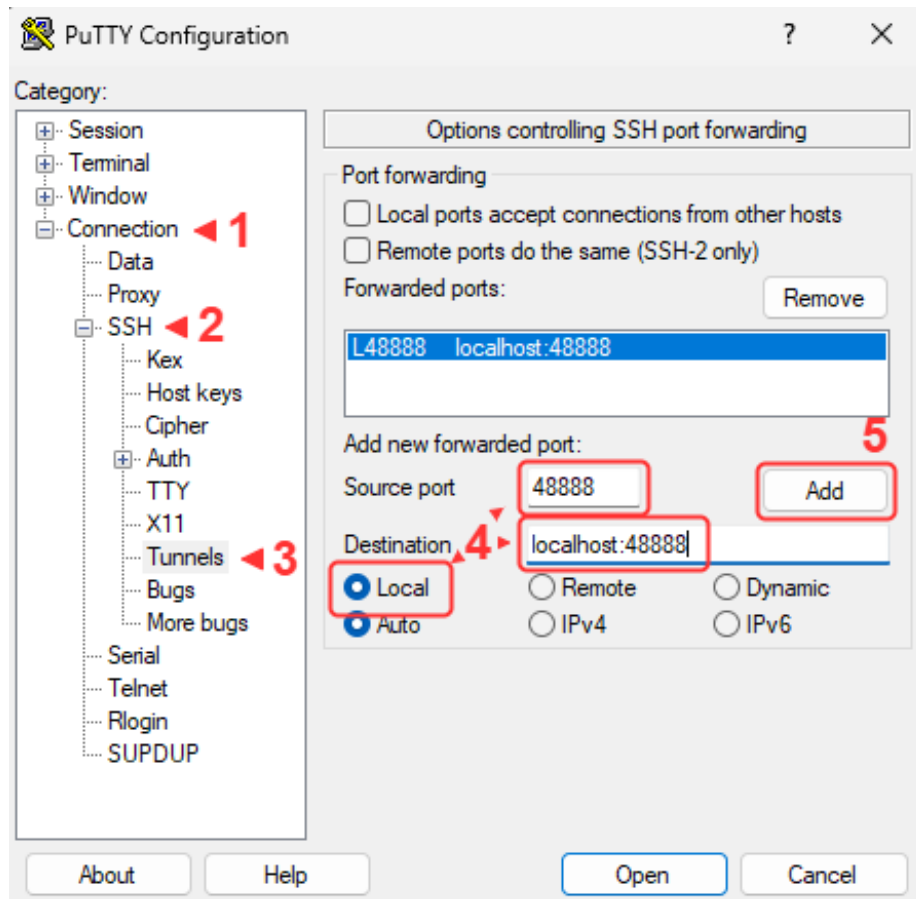 PuTTY Configuration ? ×
Category:
Session
Terminal
Window
Connection 1
Data
Proxy
SSH 2
Kex
Host keys
Cipher
Auth
TTY
X11
Tunnels 3
Bugs
More bugs
Serial
Telnet
Rlogin
SUPDUP
Options controlling SSH port forwarding
Port forwarding
Local ports accept connections from other hosts
Remote ports do the same (SSH-2 only)
Forwarded ports:
Remove
L48888 localhost:48888
Add new forwarded port:
5
Source port 48888 Add
Destination 4 localhost:48888
Local Remote Dynamic
Auto IPv4 IPv6
About Help Open Cancel